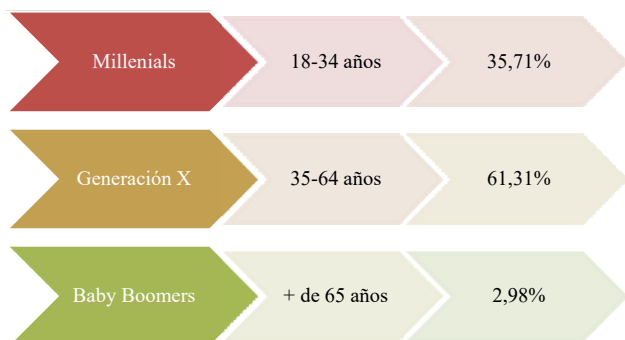 Millenials 18-34 años 35,71%
Generación X 35-64 años 61,31%
Baby Boomers + de 65 años 2,98%